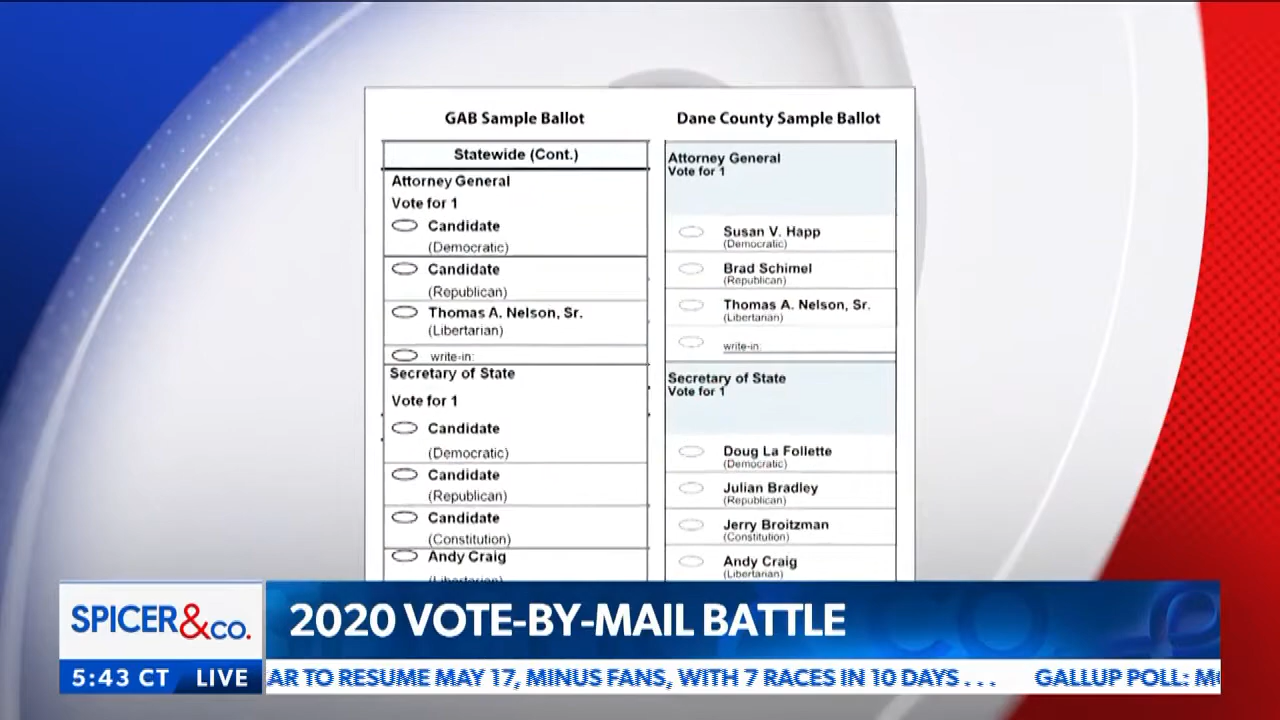 GAB Sample Ballot
Statewide (Cont.)
Attorney General
Vote for 1
Candidate
(Democratic)
Candidate
(Republican)
Thomas A. Nelson, Sr.
(Libertarian)
write-in:
Secretary of State
Vote for 1
Candidate
(Democratic)
Candidate
(Republican)
Candidate
(Constitution)
Andy Craig
(Libertarian)
Dane County Sample Ballot
Attorney General
Vote for 1
Susan V. Happ
(Democratic)
Brad Schimel
(Republican)
Thomas A. Nelson, Sr.
(Libertarian)
write-in:
Secretary of State
Vote for 1
Doug La Follette
(Democratic)
Julian Bradley
(Republican)
Jerry Broitzman
(Constitution)
Andy Craig
(Libertarian)
SPICER&CO.
2020 VOTE-BY-MAIL BATTLE
5:43 CT LIVE
AR TO RESUME MAY 17, MINUS FANS, WITH 7 RACES IN 10 DAYS . . . GALLUP POLL: